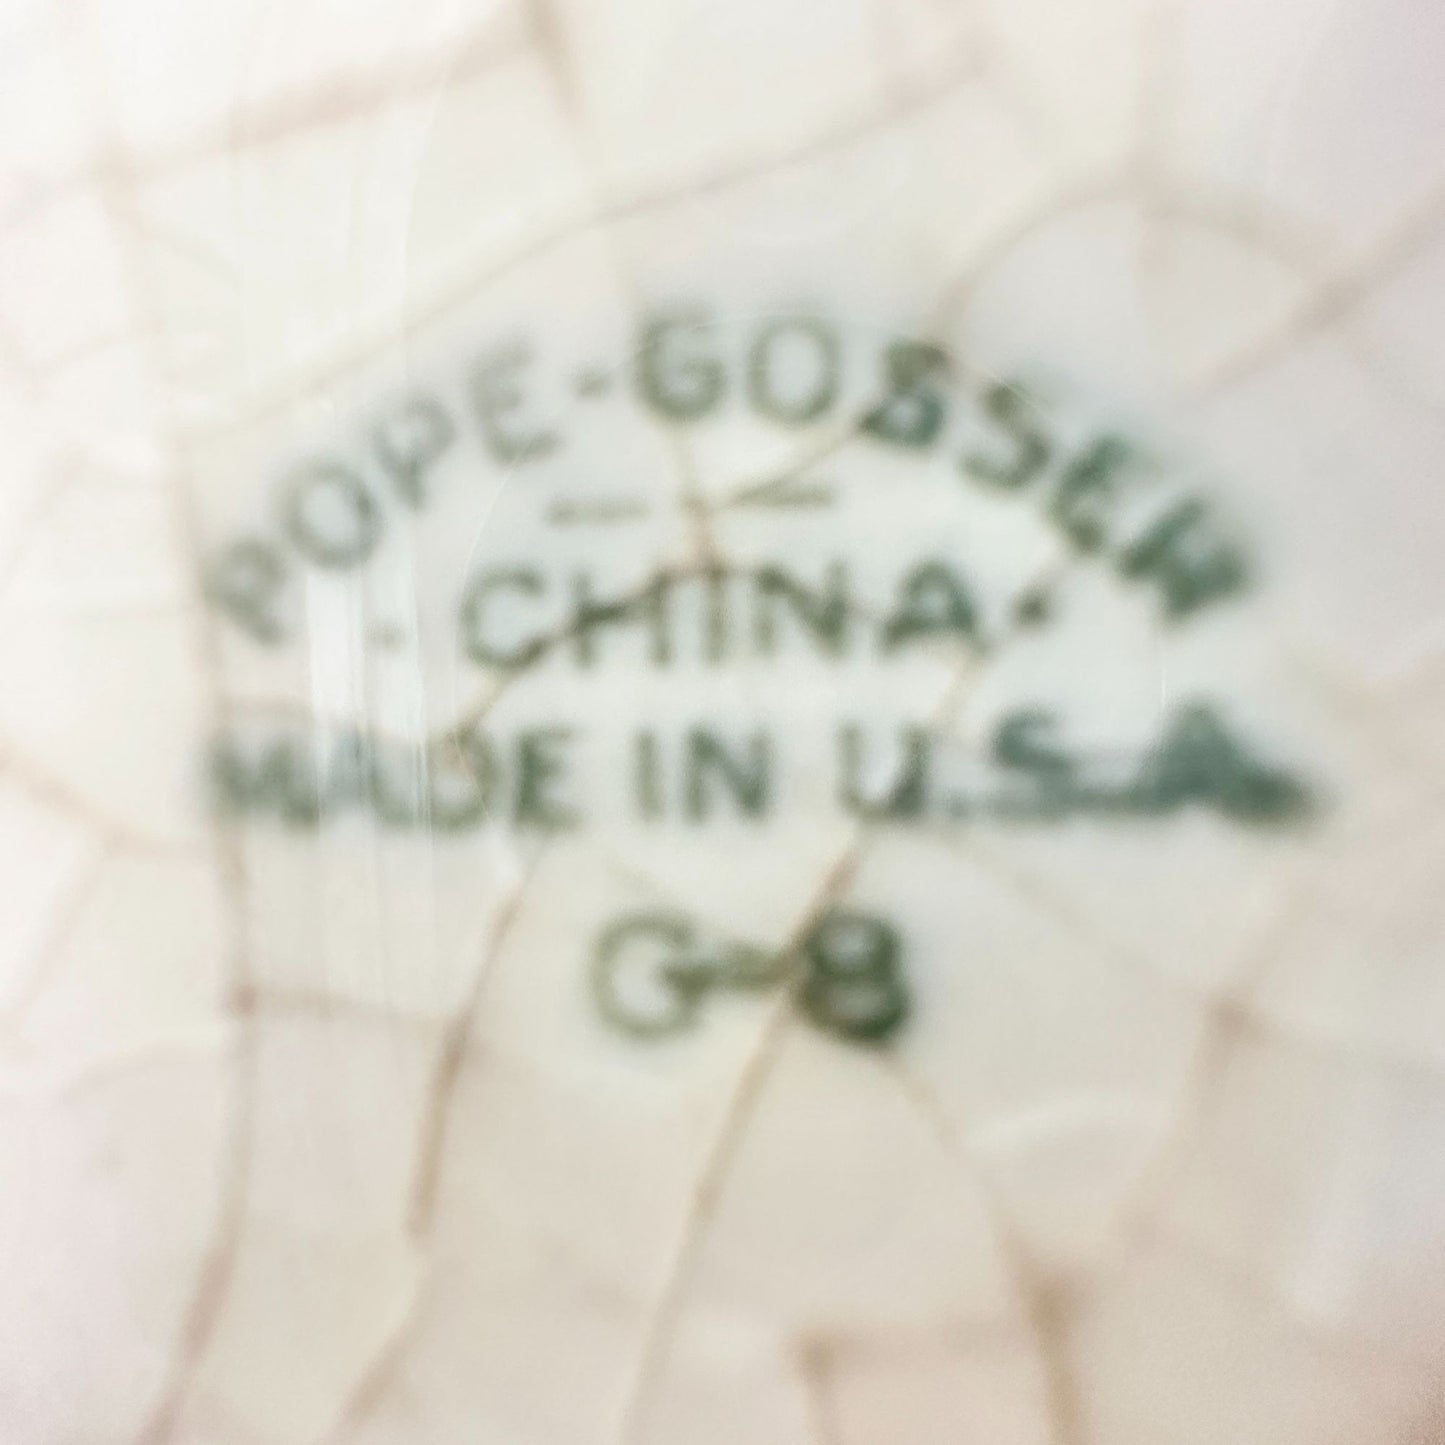 POPE-GOSSER
— —
- CHINA -
MADE IN U.S.A.
G-8